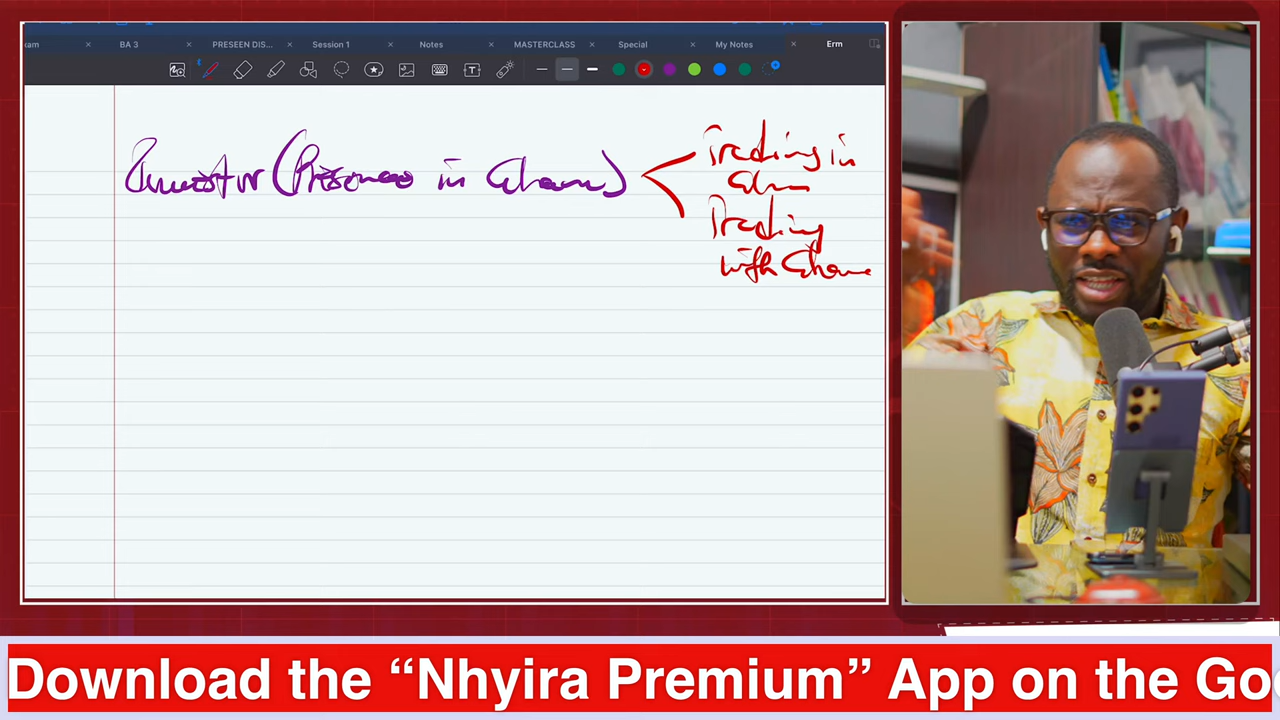 am
BA 3
PRESEEN DIS...
Session 1
Notes
MASTERCLASS
Special
My Notes
Erm
Investor (Presence in Ghana)
Trading in
Ghana
Trading
with Ghana
Download the “Nhyira Premium” App on the Go